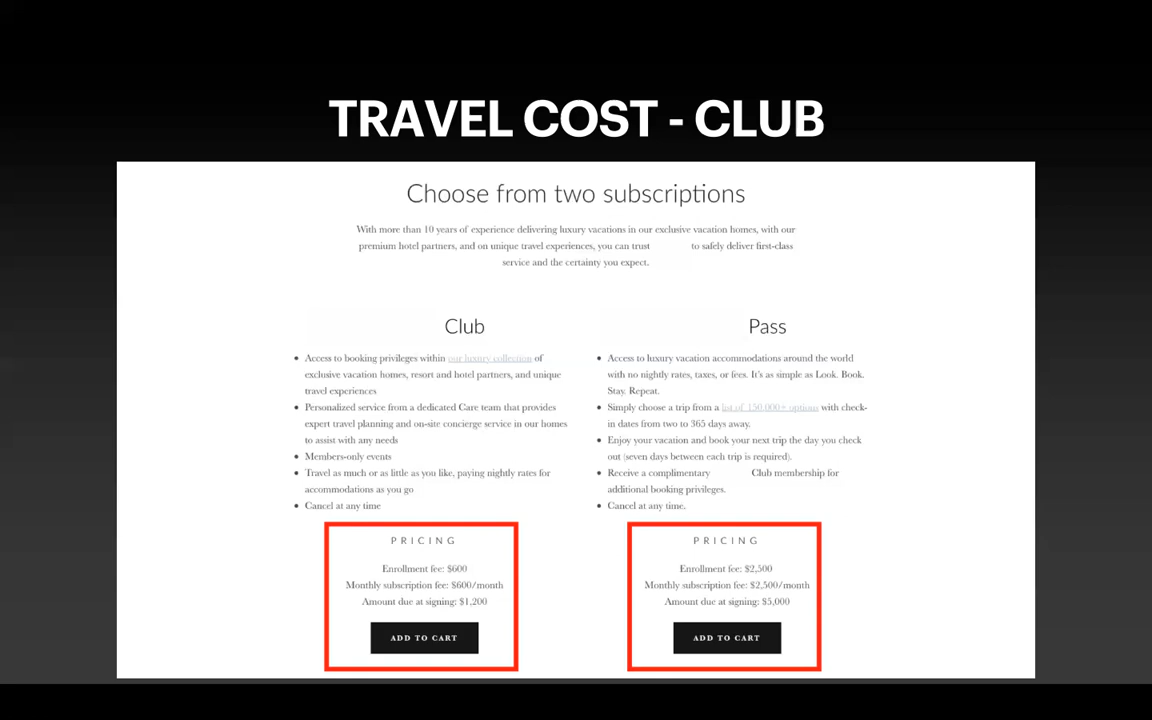 TRAVEL COST - CLUB
Choose from two subscriptions
With more than 10 years of experience delivering luxury vacations in our exclusive vacation homes, with our
premium hotel partners, and on unique travel experiences, you can trust to safely deliver first-class
service and the certainty you expect.
Club
• Access to booking privileges within our luxury collection of
exclusive vacation homes, resort and hotel partners, and unique
travel experiences
• Personalized service from a dedicated Care team that provides
expert travel planning and on-site concierge service in our homes
to assist with any needs
• Members-only events
• Travel as much or as little as you like, paying nightly rates for
accommodations as you go
• Cancel at any time
PRICING
Enrollment fee: $600
Monthly subscription fee: $600/month
Amount due at signing: $1,200
ADD TO CART
Pass
• Access to luxury vacation accommodations around the world
with no nightly rates, taxes, or fees. It's as simple as Look. Book.
Stay. Repeat.
• Simply choose a trip from a list of 150,000+ options with check-
in dates from two to 365 days away.
• Enjoy your vacation and book your next trip the day you check
out (seven days between each trip is required).
• Receive a complimentary Club membership for
additional booking privileges.
• Cancel at any time.
PRICING
Enrollment fee: $2,500
Monthly subscription fee: $2,500/month
Amount due at signing: $5,000
ADD TO CART